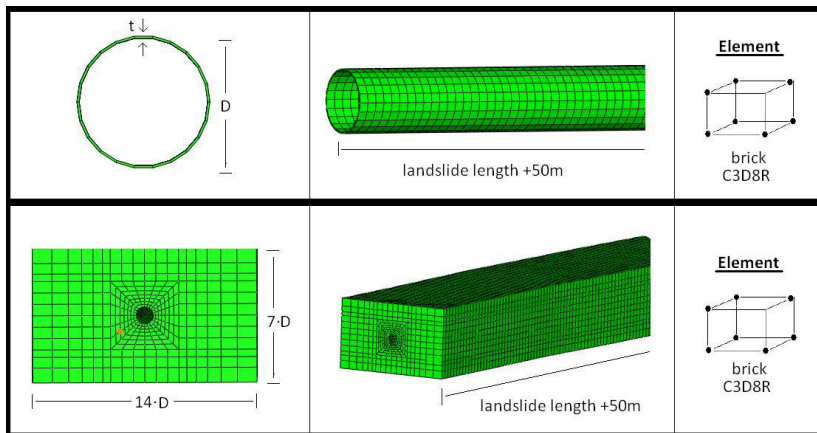 t
D
landslide length +50m
Element
brick
C3D8R
7·D
14·D
landslide length +50m
Element
brick
C3D8R